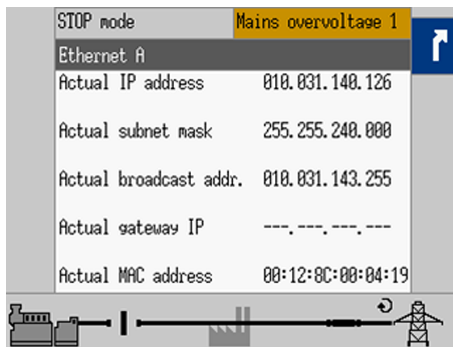 STOP mode Mains overvoltage 1
Ethernet A
Actual IP address 010.031.140.126
Actual subnet mask 255.255.240.000
Actual broadcast addr. 010.031.143.255
Actual gateway IP ---.---.---.---
Actual MAC address 00:12:8C:00:04:19